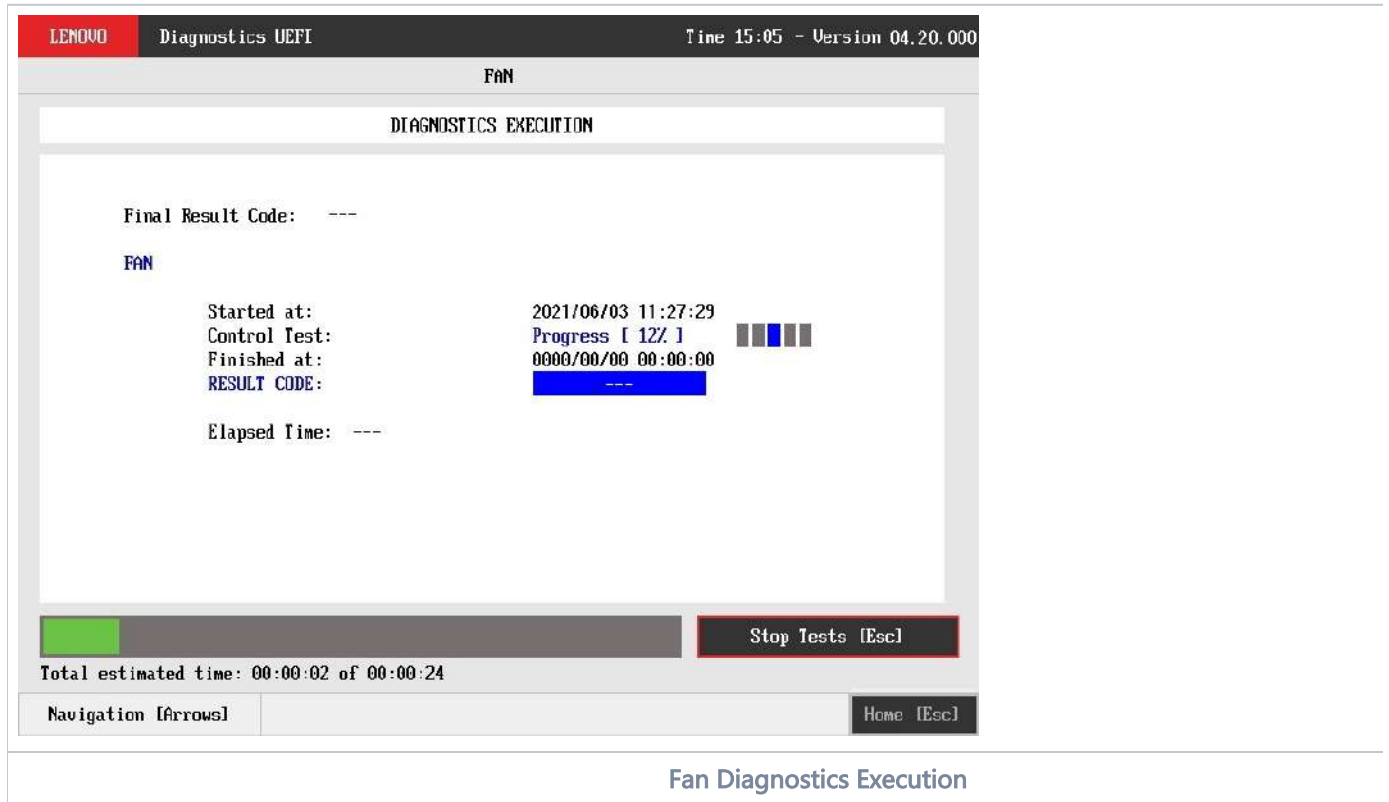 LENOVO Diagnostics UEFI Time 15:05 - Version 04.20.000
FAN
DIAGNOSTICS EXECUTION
Final Result Code: ---
FAN
Started at: 2021/06/03 11:27:29
Control Test: Progress [ 12% ]
Finished at: 0000/00/00 00:00:00
RESULT CODE: ---
Elapsed Time: ---
Stop Tests [Esc]
Total estimated time: 00:00:02 of 00:00:24
Navigation [Arrows] Home [Esc]
Fan Diagnostics Execution